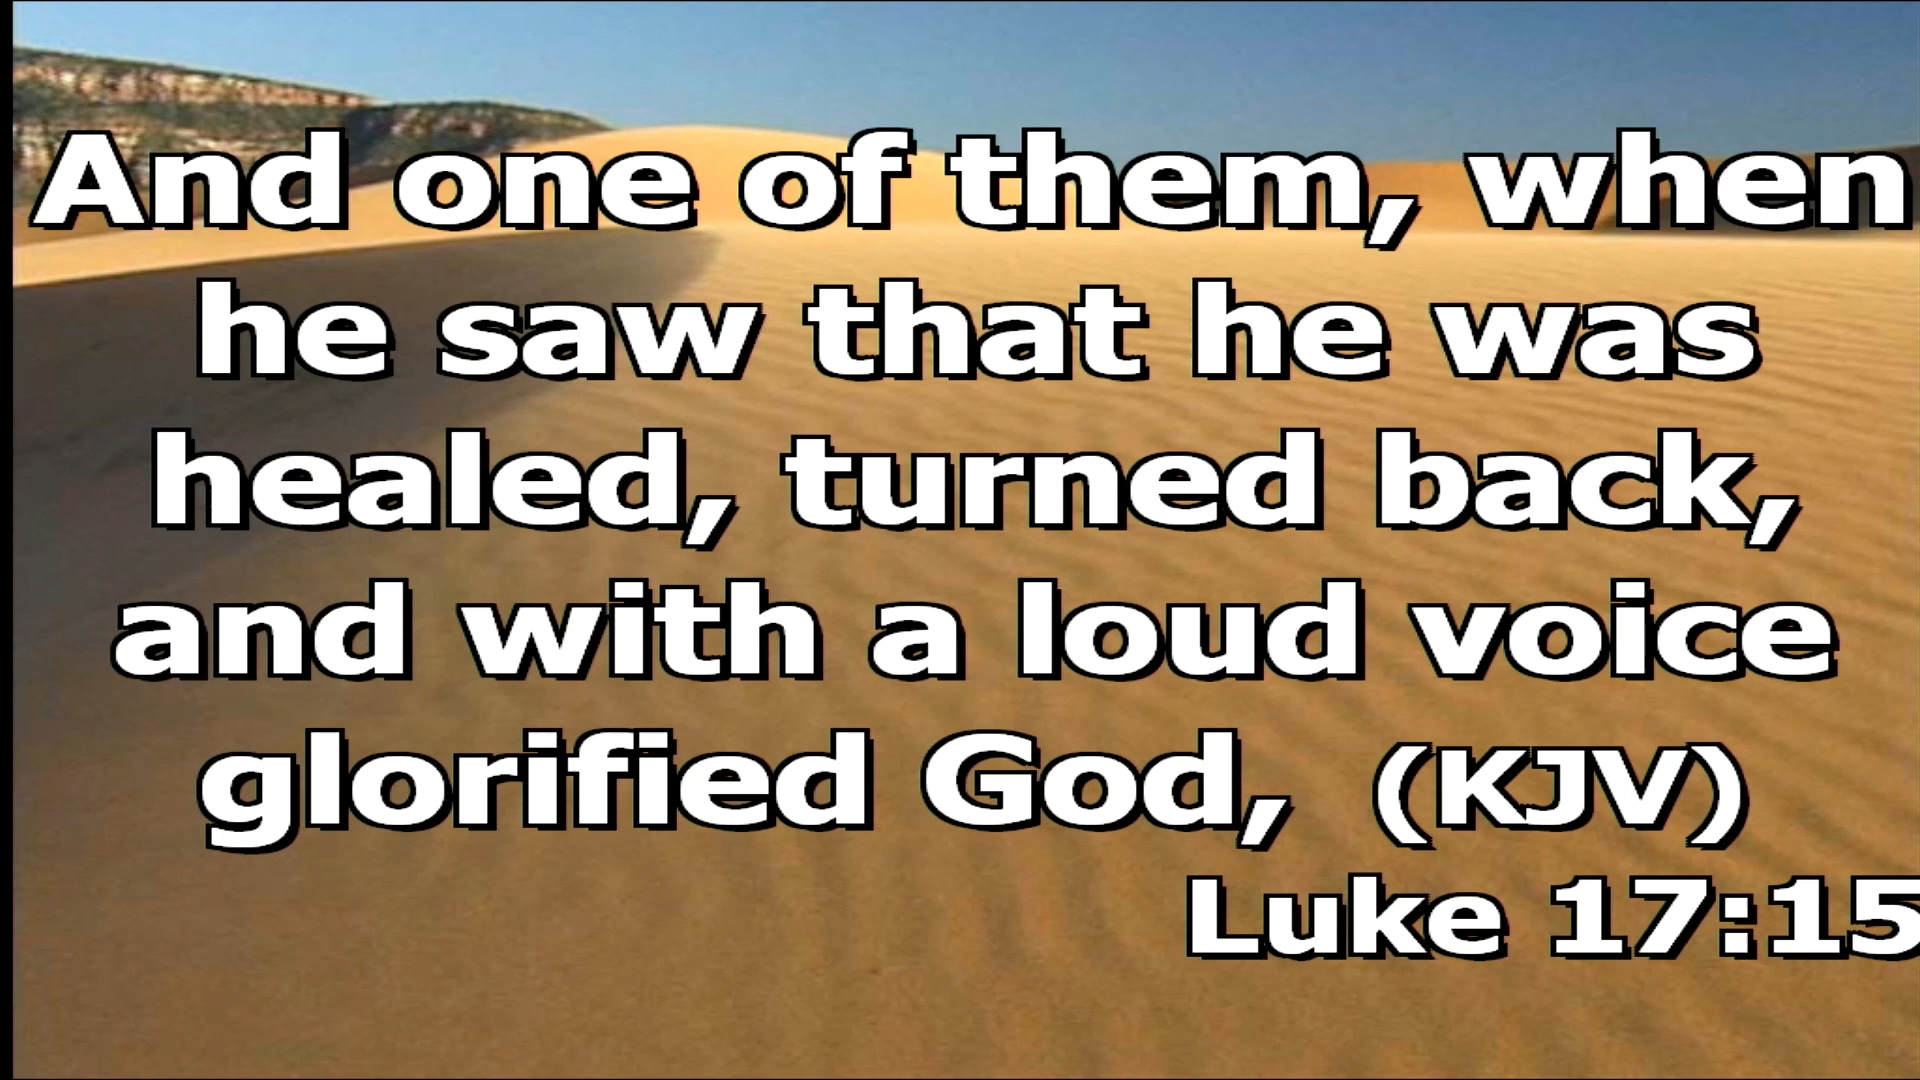 And one of them, when
he saw that he was
healed, turned back,
and with a loud voice
glorified God, (KJV)
Luke 17:15